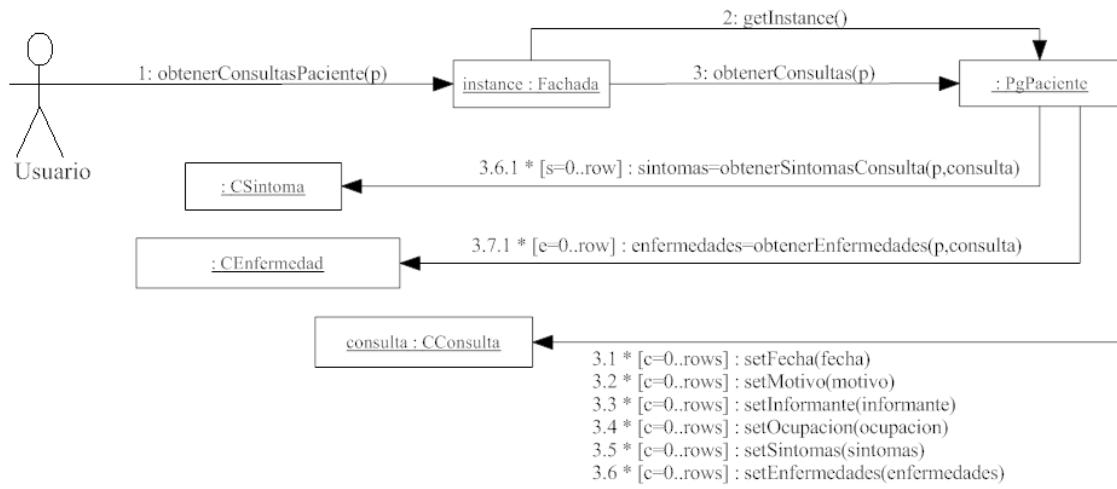 2: getInstance()
1: obtenerConsultasPaciente(p)
instance : Fachada
3: obtenerConsultas(p)
: PgPaciente
Usuario
3.6.1 * [s=0..row] : sintomas=obtenerSintomasConsulta(p,consulta)
: CSintoma
3.7.1 * [e=0..row] : enfermedades=obtenerEnfermedades(p,consulta)
: CEnfermedad
consulta : CConsulta
3.1 * [c=0..rows] : setFecha(fecha)
3.2 * [c=0..rows] : setMotivo(motivo)
3.3 * [c=0..rows] : setInformante(informante)
3.4 * [c=0..rows] : setOcupacion(ocupacion)
3.5 * [c=0..rows] : setSintomas(sintomas)
3.6 * [c=0..rows] : setEnfermedades(enfermedades)